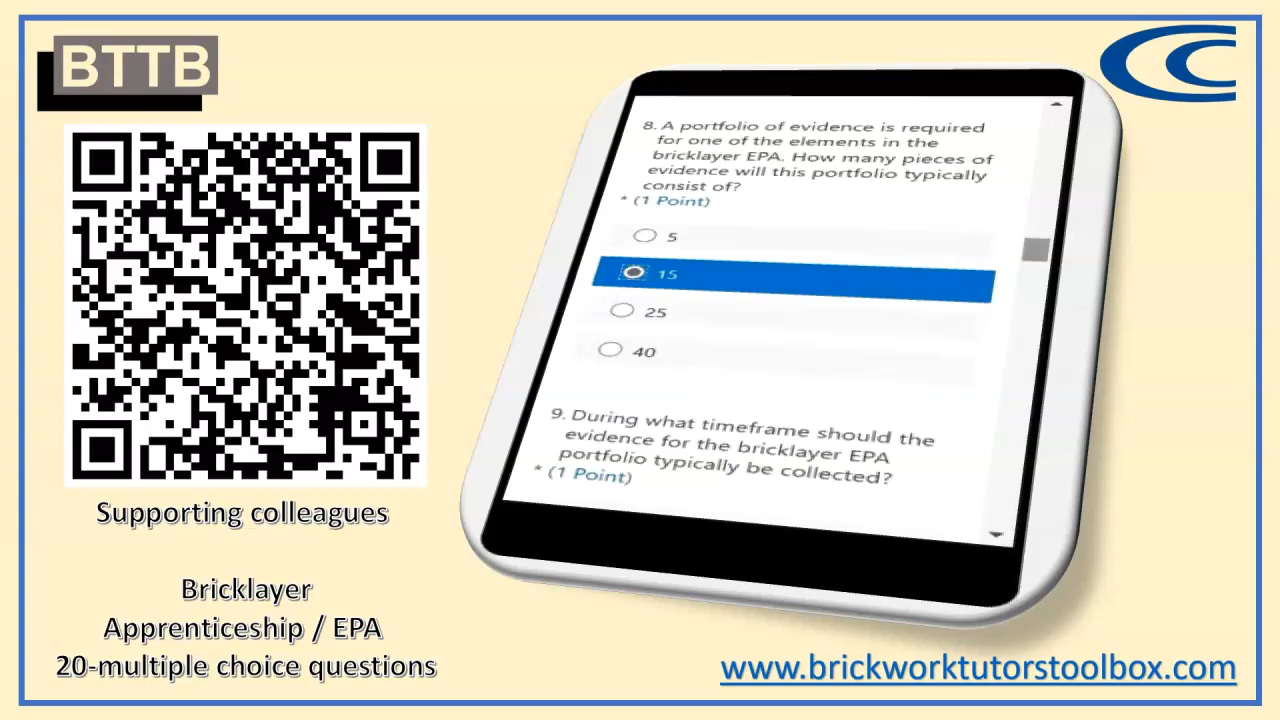 BTTB
8. A portfolio of evidence is required
for one of the elements in the
bricklayer EPA. How many pieces of
evidence will this portfolio typically
consist of?
* (1 Point)
5
15
25
40
9. During what timeframe should the
evidence for the bricklayer EPA
portfolio typically be collected?
* (1 Point)
Supporting colleagues
Bricklayer
Apprenticeship / EPA
20-multiple choice questions
www.brickworktutorstoolbox.com